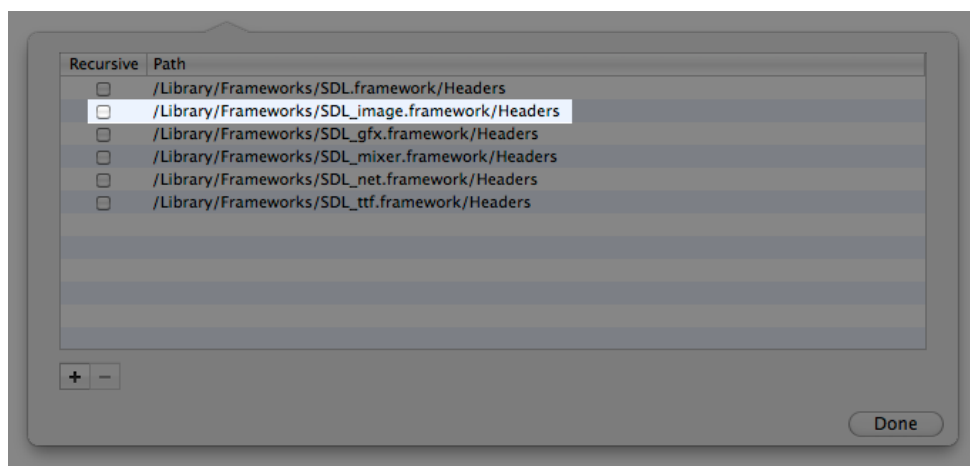 Recursive Path
/Library/Frameworks/SDL.framework/Headers
/Library/Frameworks/SDL_image.framework/Headers
/Library/Frameworks/SDL_gfx.framework/Headers
/Library/Frameworks/SDL_mixer.framework/Headers
/Library/Frameworks/SDL_net.framework/Headers
/Library/Frameworks/SDL_ttf.framework/Headers
+ −
Done